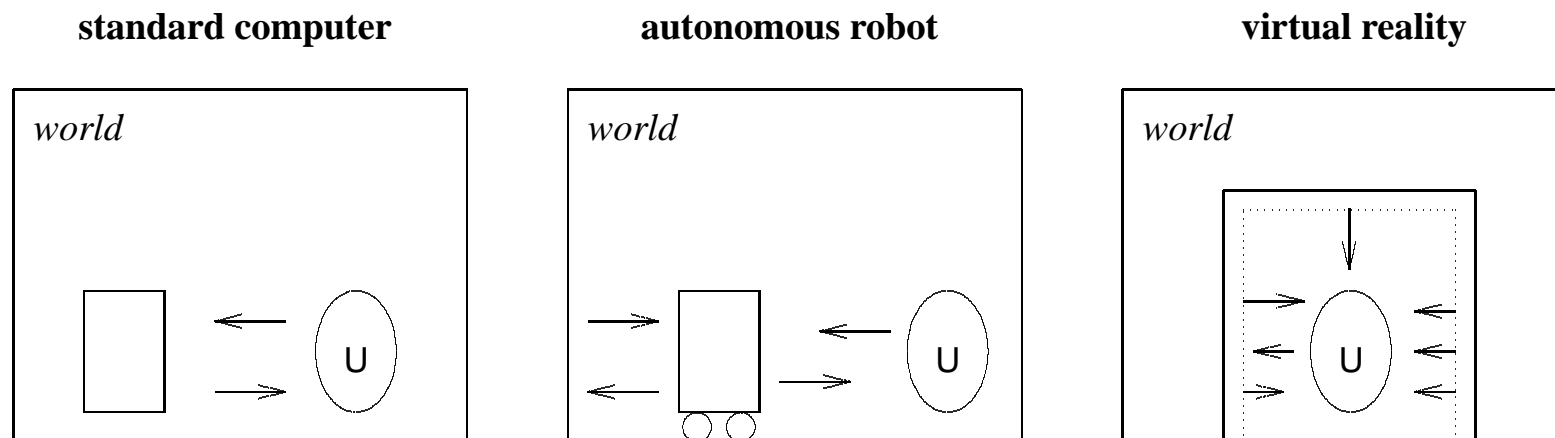 standard computer
autonomous robot
virtual reality
world
world
world
U
U
U